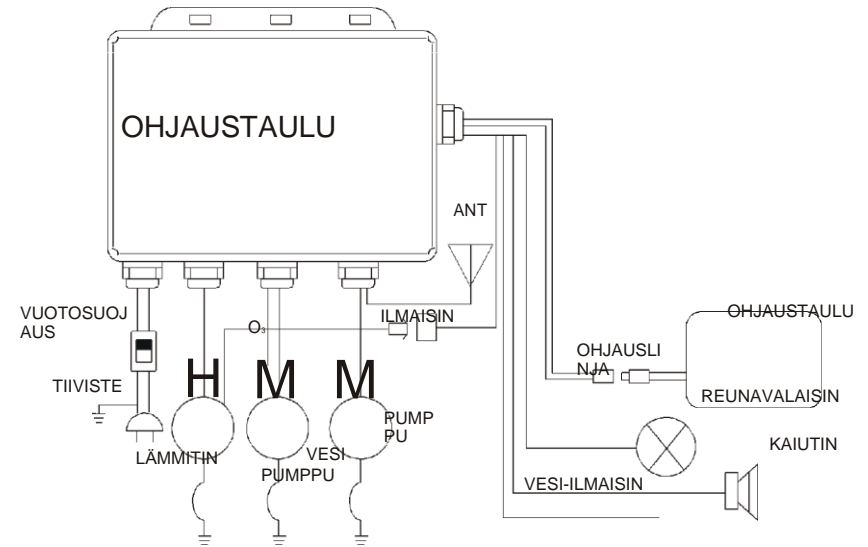 OHJAUSTAULU
ANT
VUOTOSUOJ
AUS
O₃
ILMAISIN
OHJAUSTAULU
OHJAUSLI
NJA
TIIVISTE
H
M
M
REUNAVALAISIN
PUMP
PU
LÄMMITIN
VESI
PUMPPU
KAIUTIN
VESI-ILMAISIN